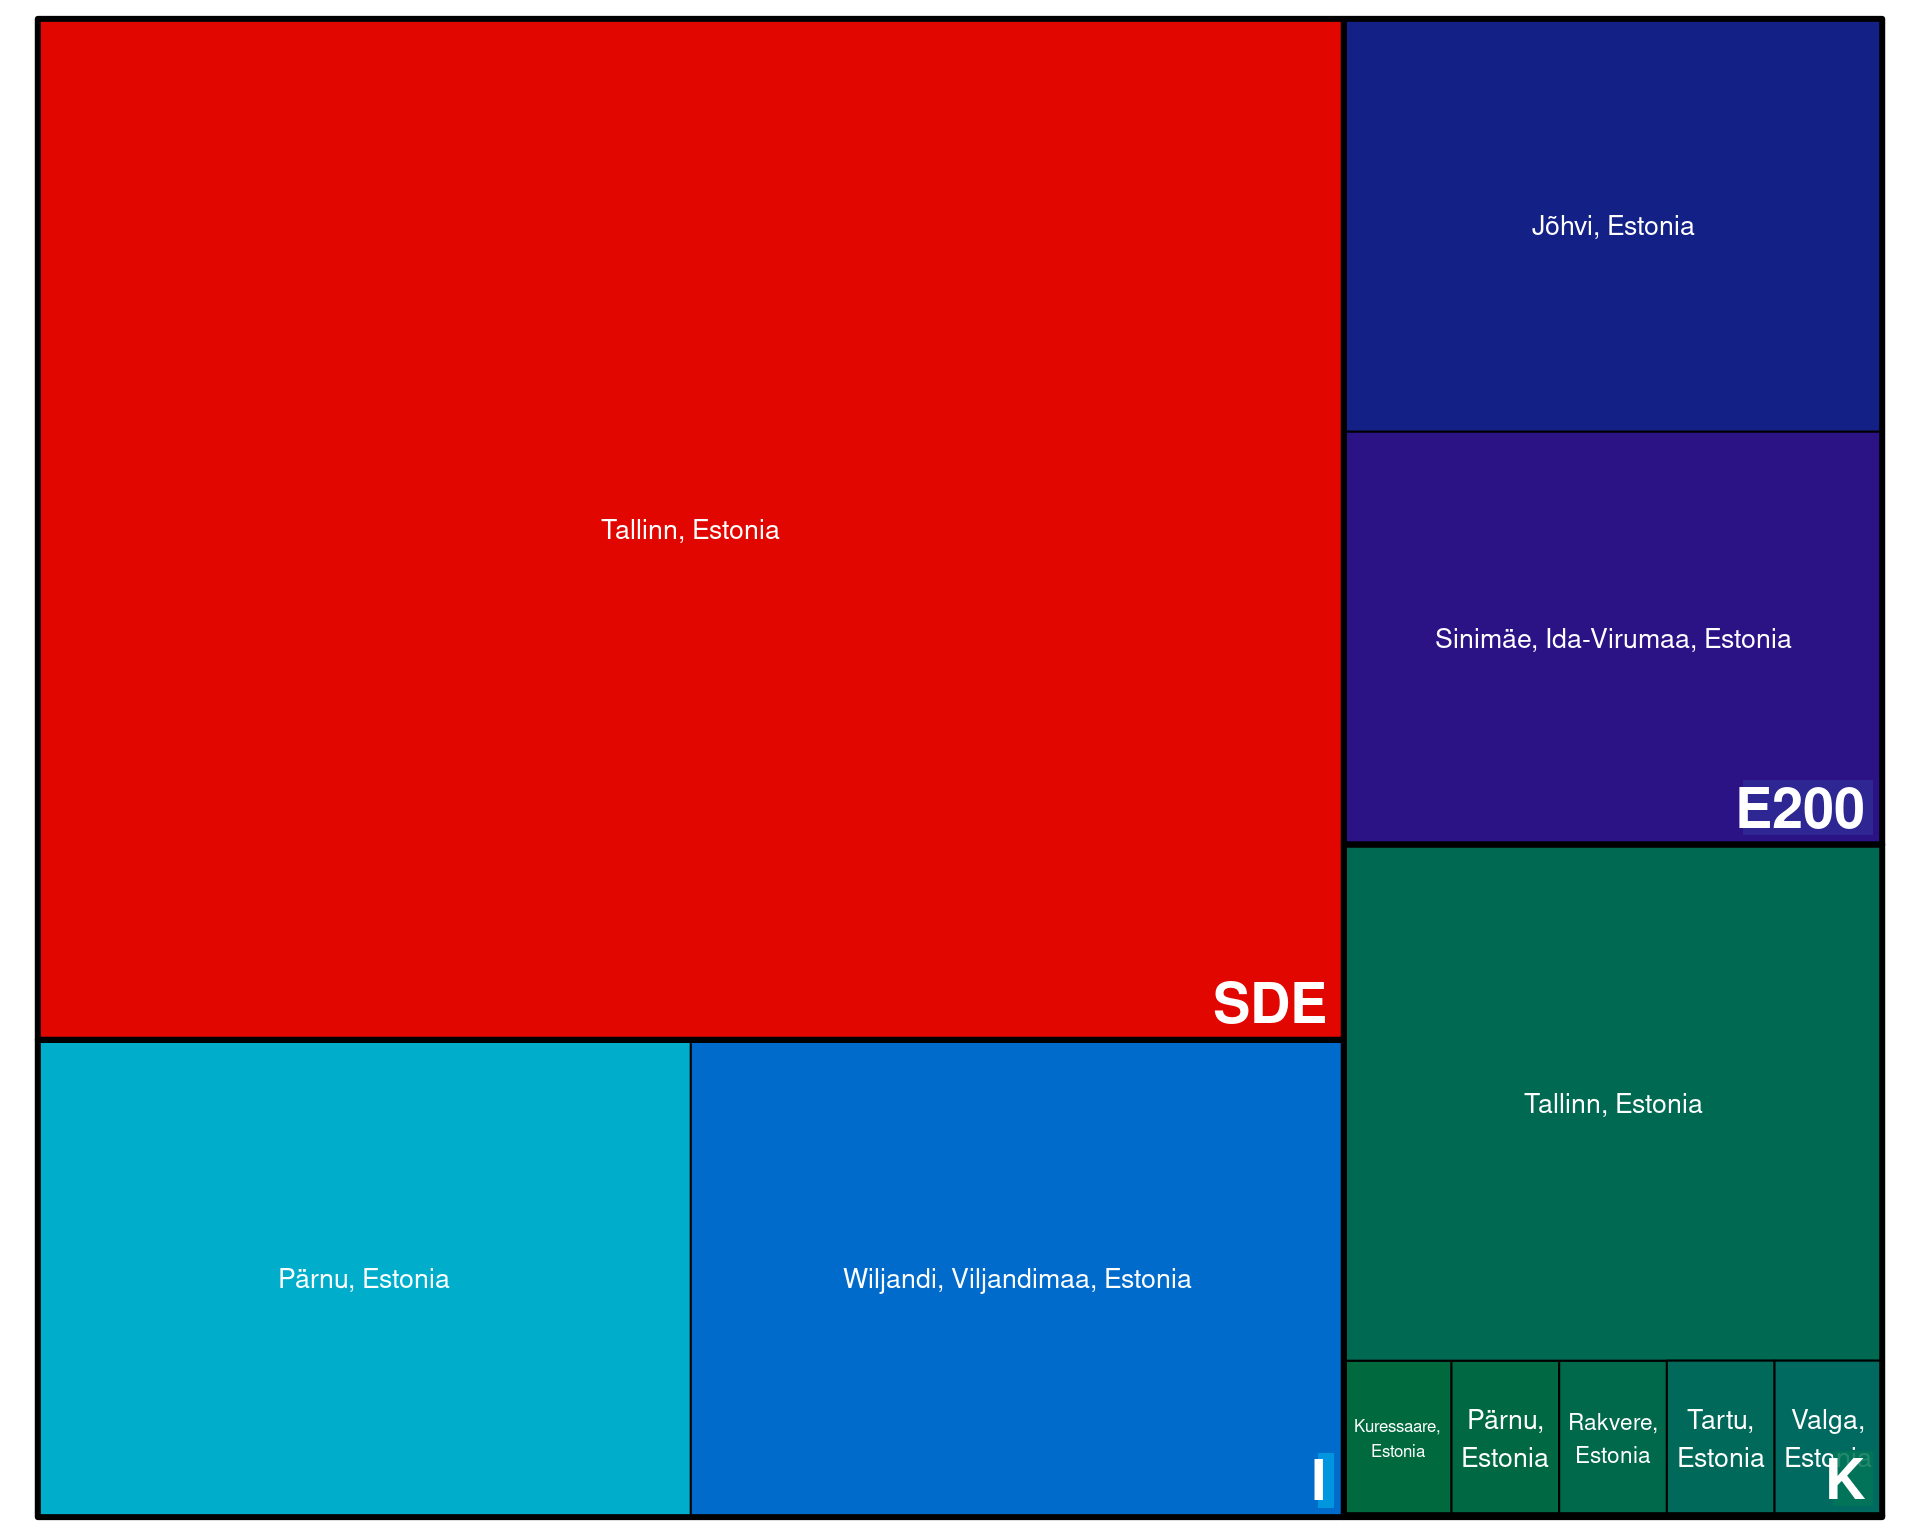 Tallinn, Estonia
SDE
Pärnu, Estonia
Wiljandi, Viljandimaa, Estonia
I
Jõhvi, Estonia
Sinimäe, Ida-Virumaa, Estonia
E200
Tallinn, Estonia
Kuressaare,
Estonia
Pärnu,
Estonia
Rakvere,
Estonia
Tartu,
Estonia
Valga,
Estonia
K